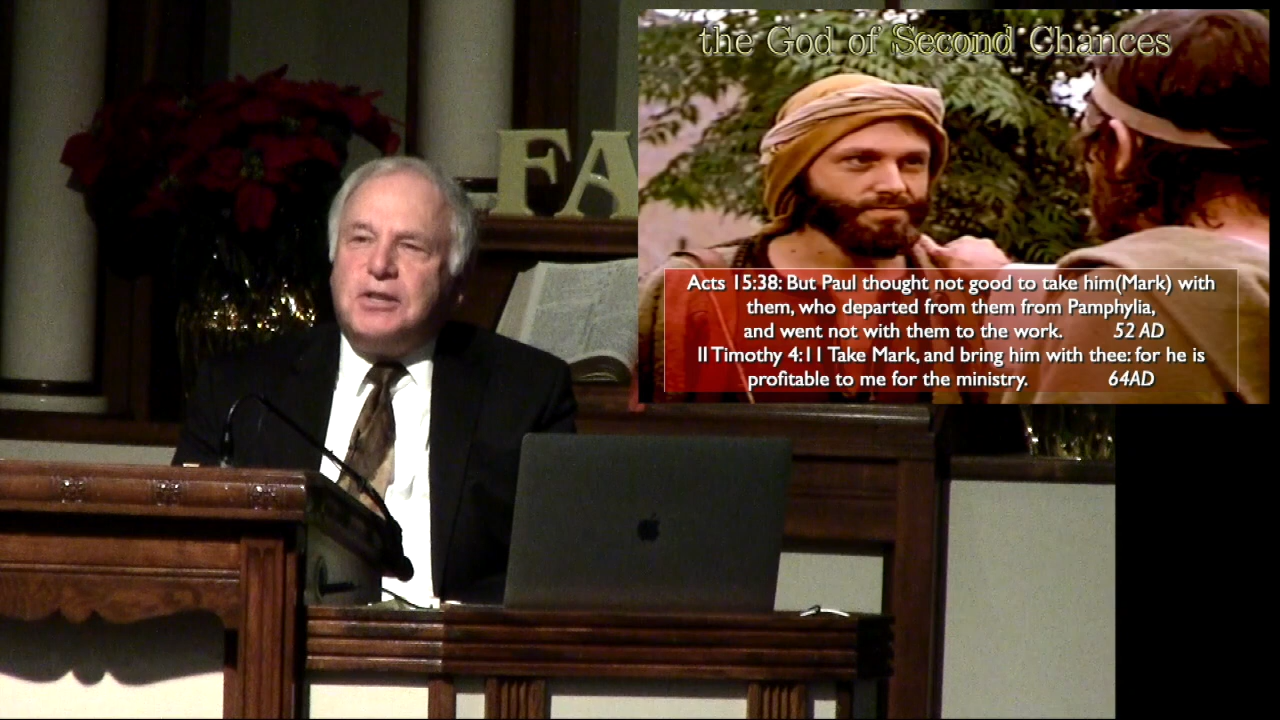 the God of Second Chances
FA
Acts 15:38: But Paul thought not good to take him(Mark) with
them, who departed from them from Pamphylia,
and went not with them to the work. 52 AD
II Timothy 4:11 Take Mark, and bring him with thee: for he is
profitable to me for the ministry. 64AD